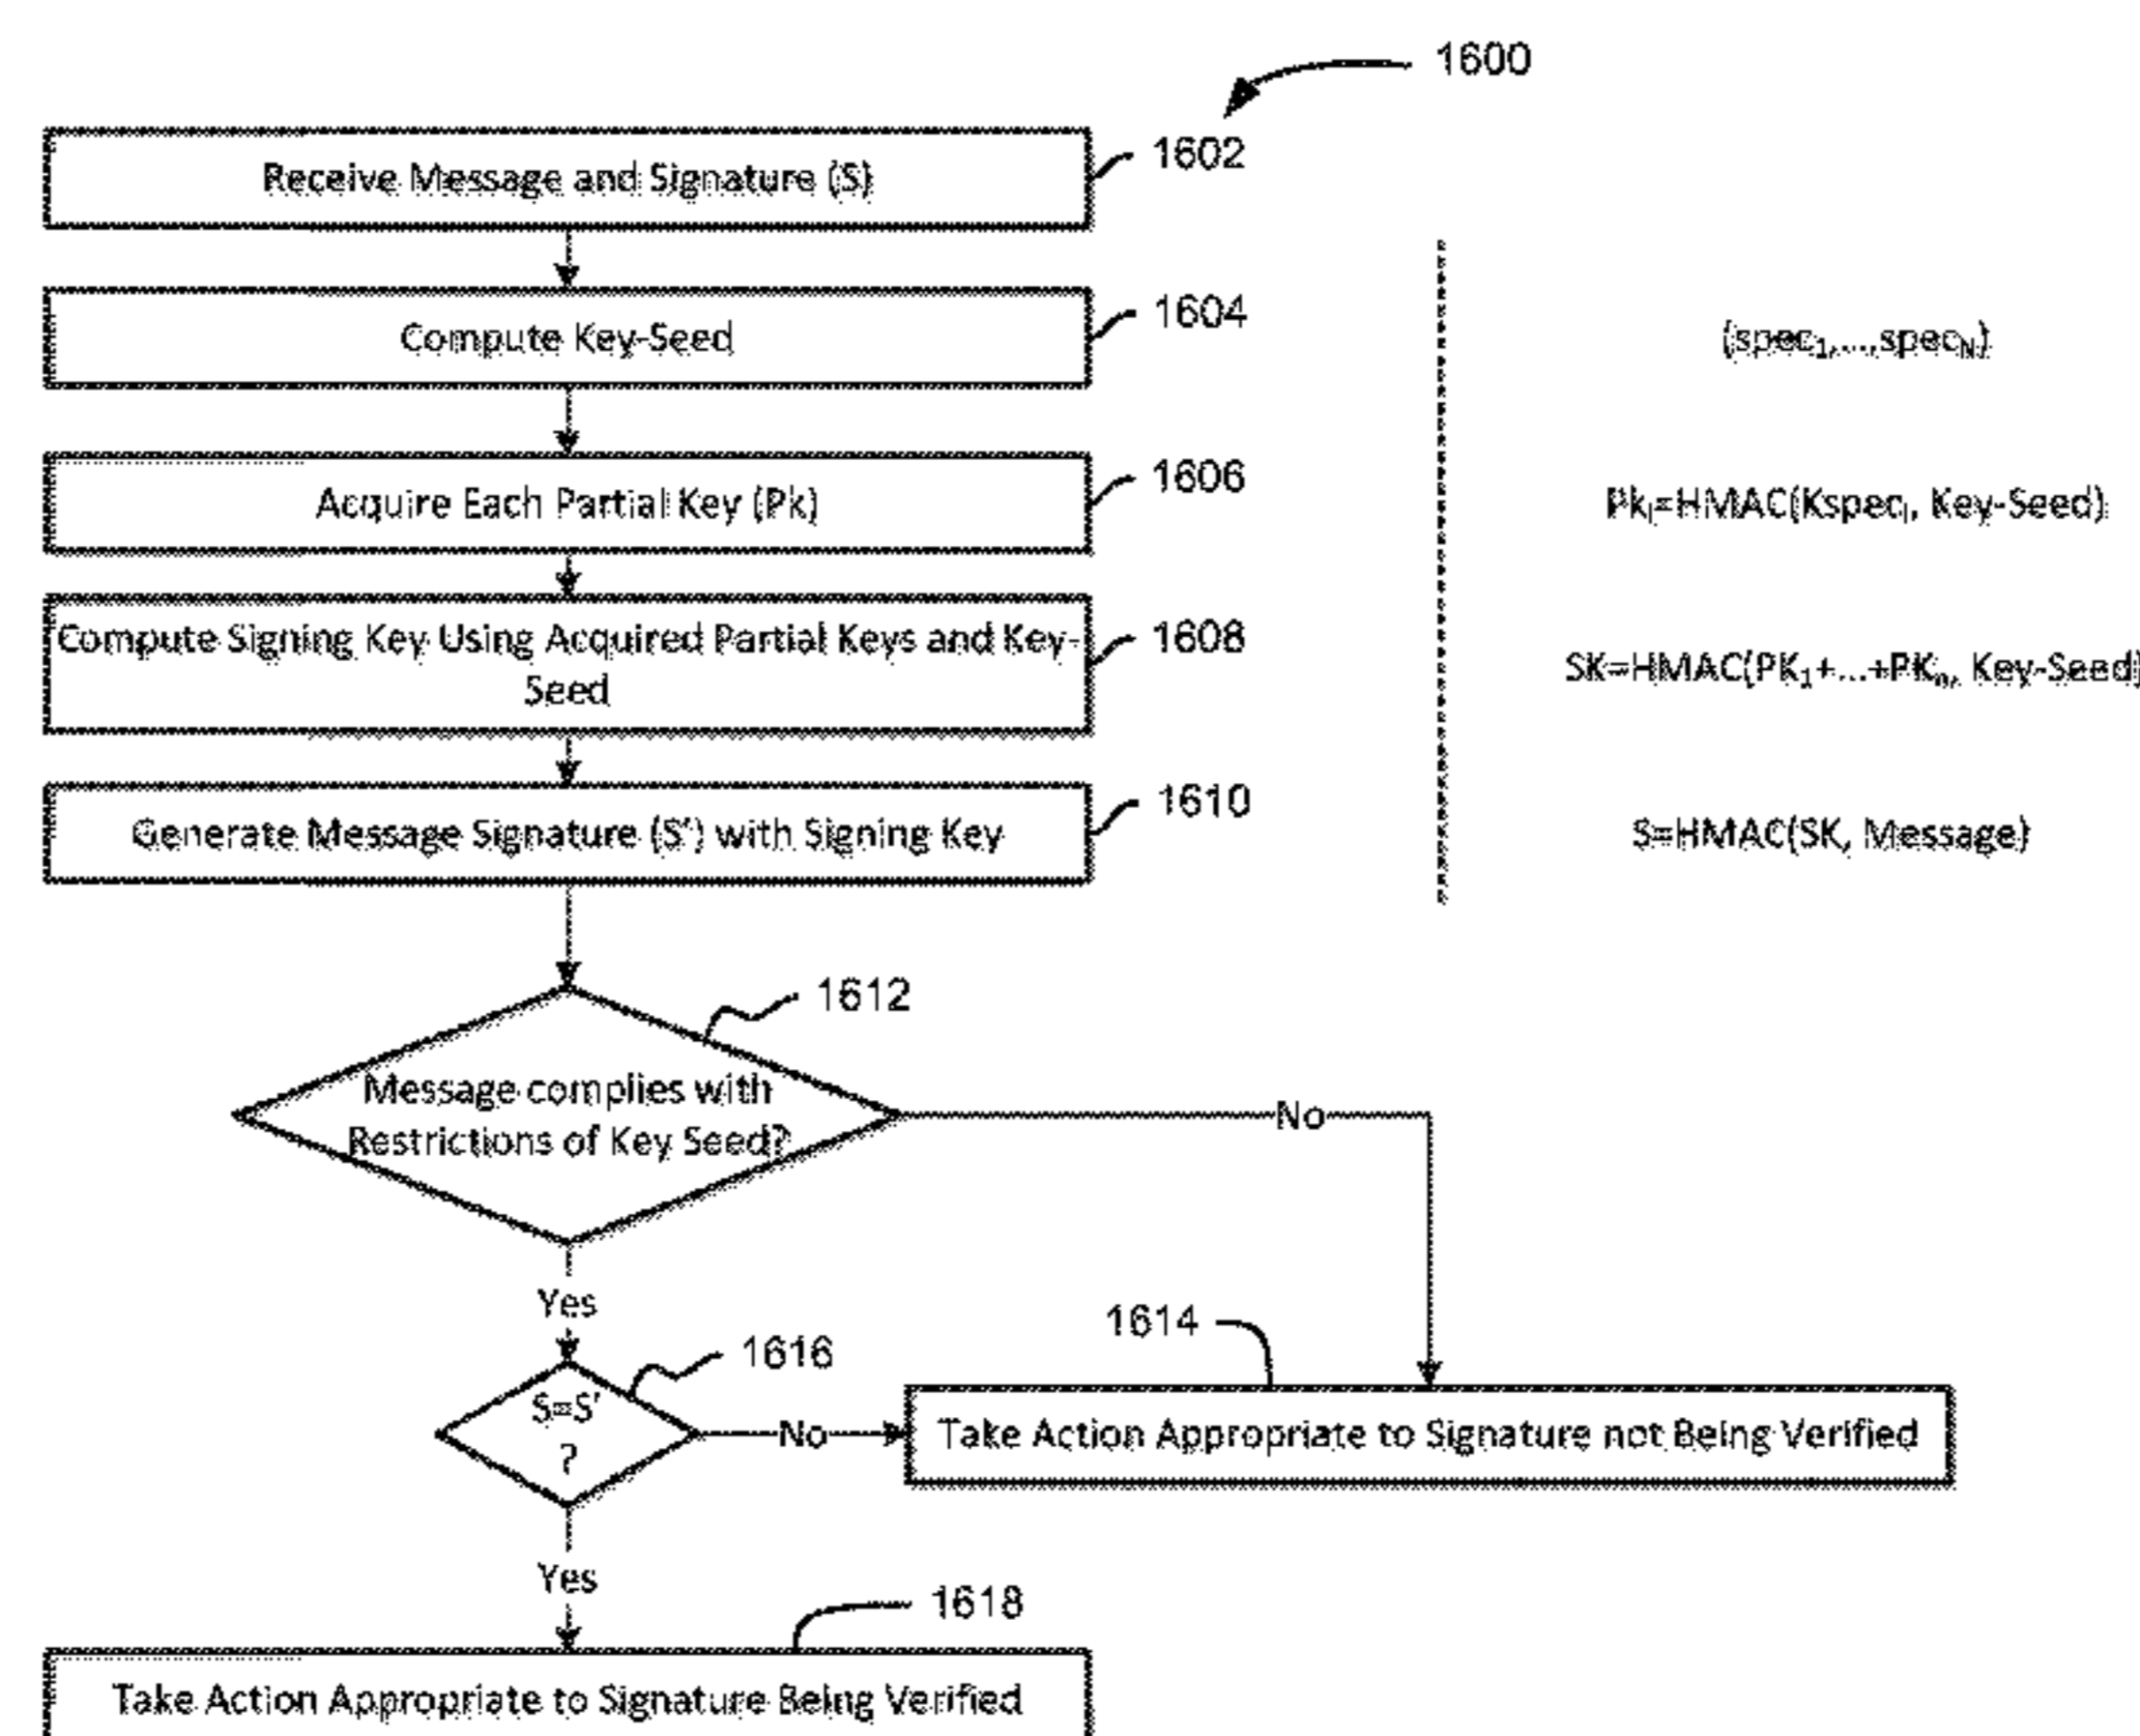 1600
Receive Message and Signature (S)
1602
Compute Key-Seed
1604
(spec₁,...,specN)
Acquire Each Partial Key (Pk)
1606
Pkᵢ=HMAC(Kspecᵢ, Key-Seed)
Compute Signing Key Using Acquired Partial Keys and Key-
Seed
1608
SK=HMAC(PK₁+...+PKₙ, Key-Seed)
Generate Message Signature (S') with Signing Key
1610
S=HMAC(SK, Message)
1612
Message complies with
Restrictions of Key Seed?
No
Yes
1614
1616
S=S'
?
No
Take Action Appropriate to Signature not Being Verified
Yes
1618
Take Action Appropriate to Signature Being Verified